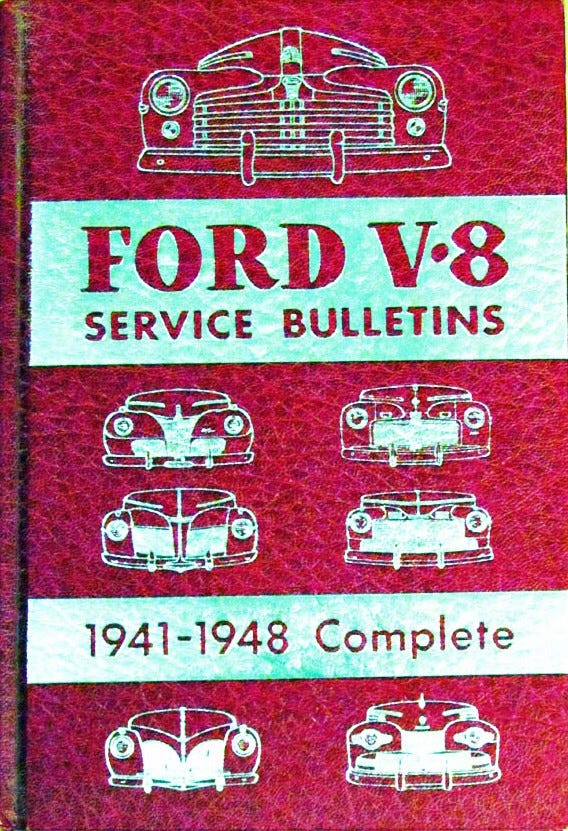 FORD V•8
SERVICE BULLETINS
1941-1948 Complete